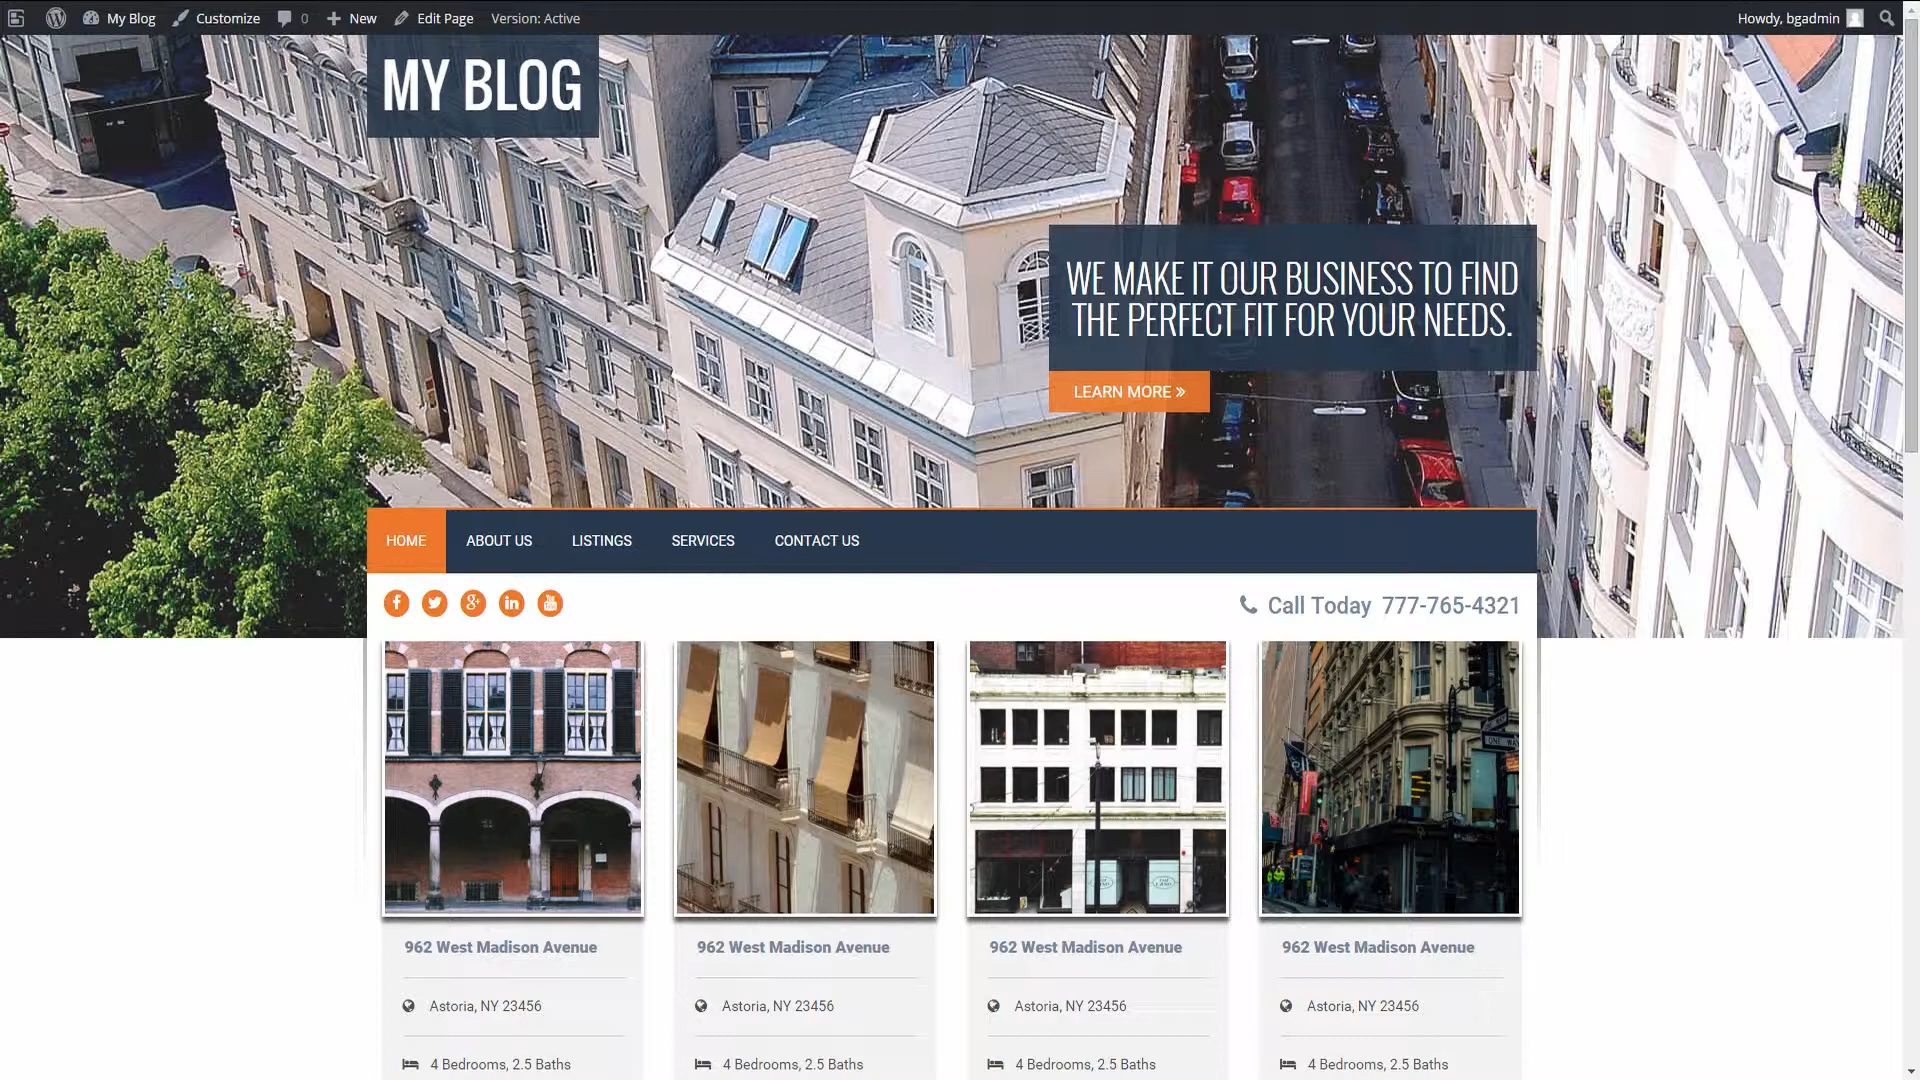 My Blog Customize 0 New Edit Page Version: Active Howdy, bgadmin
MY BLOG
WE MAKE IT OUR BUSINESS TO FIND
THE PERFECT FIT FOR YOUR NEEDS.
LEARN MORE »
HOME ABOUT US LISTINGS SERVICES CONTACT US
Call Today 777-765-4321
ONE WAY
962 West Madison Avenue 962 West Madison Avenue 962 West Madison Avenue 962 West Madison Avenue
Astoria, NY 23456 Astoria, NY 23456 Astoria, NY 23456 Astoria, NY 23456
4 Bedrooms, 2.5 Baths 4 Bedrooms, 2.5 Baths 4 Bedrooms, 2.5 Baths 4 Bedrooms, 2.5 Baths